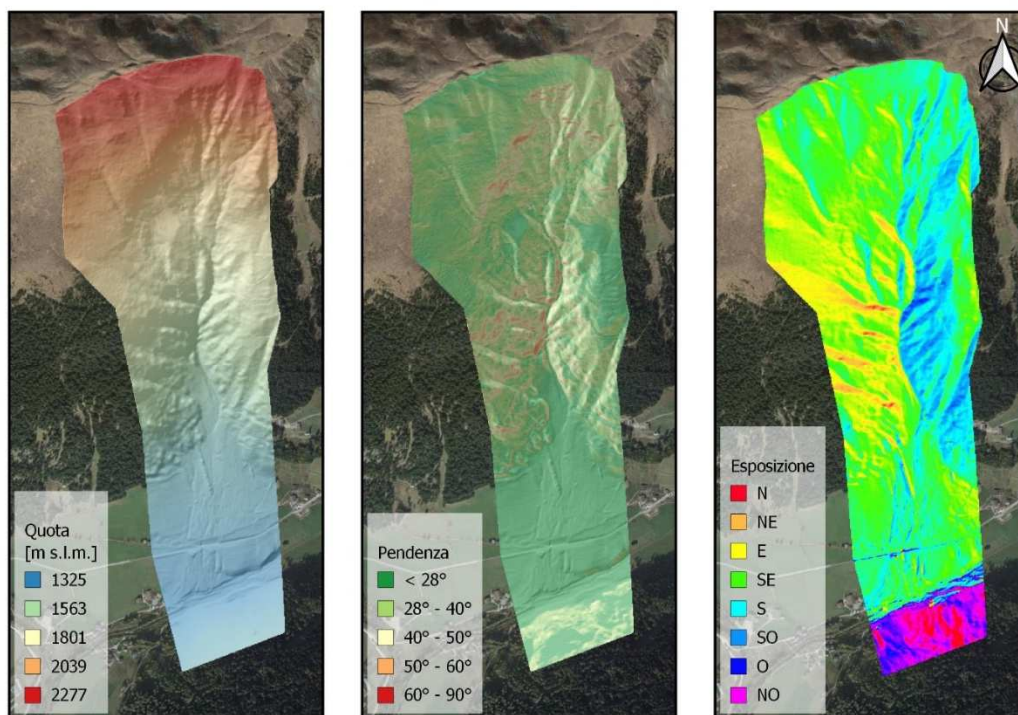 Quota
[m s.l.m.]
1325
1563
1801
2039
2277
Pendenza
< 28°
28° - 40°
40° - 50°
50° - 60°
60° - 90°
N
Esposizione
N
NE
E
SE
S
SO
O
NO